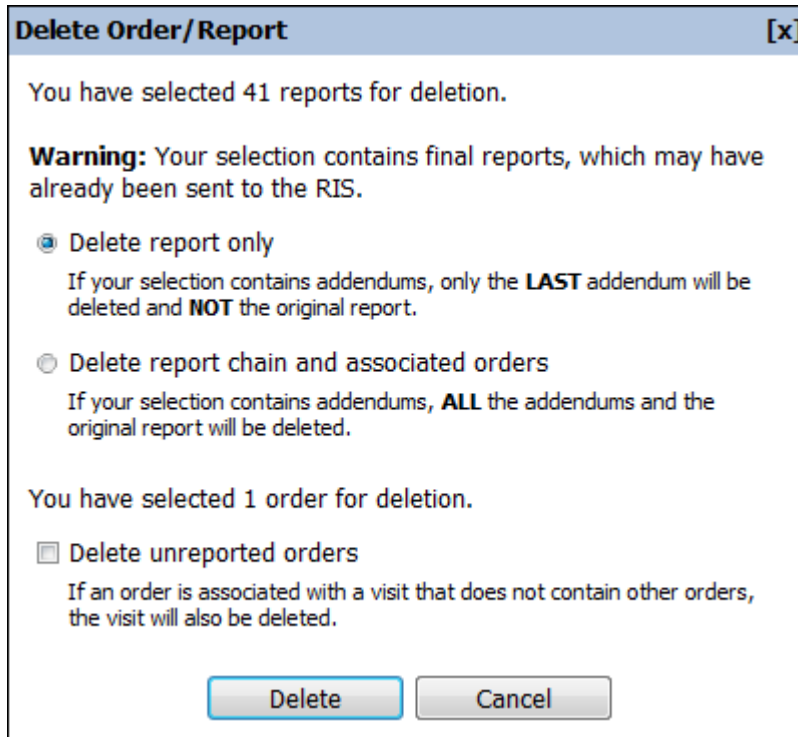 Delete Order/Report [x]
You have selected 41 reports for deletion.
Warning: Your selection contains final reports, which may have
already been sent to the RIS.
Delete report only
If your selection contains addendums, only the LAST addendum will be
deleted and NOT the original report.
Delete report chain and associated orders
If your selection contains addendums, ALL the addendums and the
original report will be deleted.
You have selected 1 order for deletion.
Delete unreported orders
If an order is associated with a visit that does not contain other orders,
the visit will also be deleted.
Delete Cancel